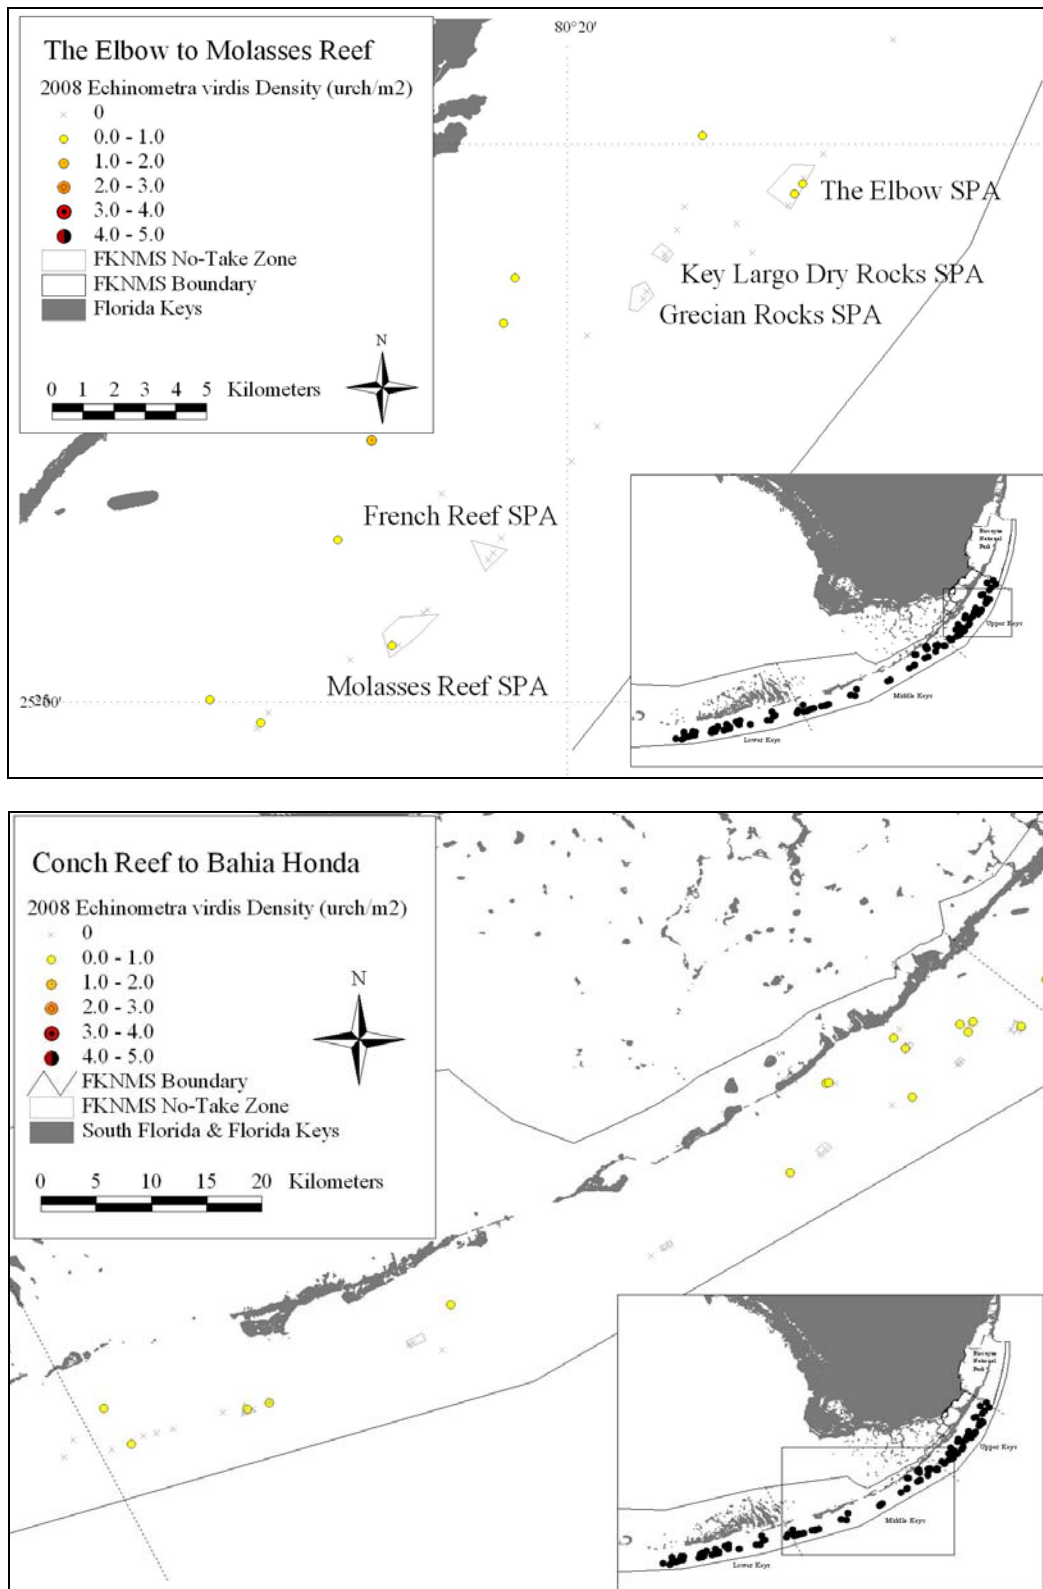 80°20'
The Elbow to Molasses Reef
2008 Echinometra virdis Density (urch/m2)
0
0.0 - 1.0
1.0 - 2.0
2.0 - 3.0
3.0 - 4.0
4.0 - 5.0
FKNMS No-Take Zone
FKNMS Boundary
Florida Keys
N
0 1 2 3 4 5 Kilometers
The Elbow SPA
Key Largo Dry Rocks SPA
Grecian Rocks SPA
French Reef SPA
Molasses Reef SPA
Biscayne
National
Park
Upper Keys
Middle Keys
Lower Keys
Conch Reef to Bahia Honda
2008 Echinometra virdis Density (urch/m2)
0
0.0 - 1.0
1.0 - 2.0
2.0 - 3.0
3.0 - 4.0
4.0 - 5.0
FKNMS Boundary
FKNMS No-Take Zone
South Florida & Florida Keys
N
0 5 10 15 20 Kilometers
Biscayne
National
Park
Upper Keys
Middle Keys
Lower Keys